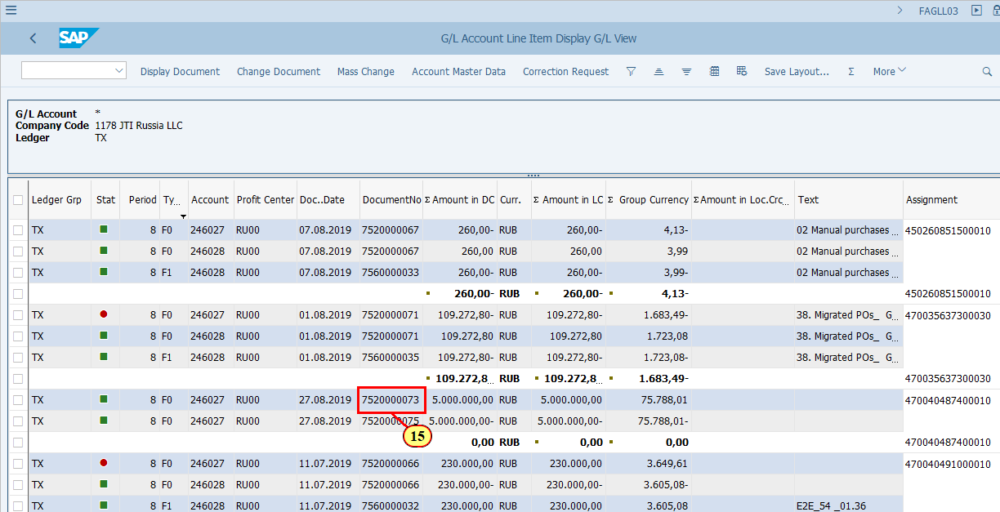 FAGLL03
SAP
G/L Account Line Item Display G/L View
Display Document Change Document Mass Change Account Master Data Correction Request Save Layout... Σ More
G/L Account *
Company Code 1178 JTI Russia LLC
Ledger TX
Ledger Grp Stat Period Ty... Account Profit Center Doc..Date DocumentNo Σ Amount in DC Curr. Σ Amount in LC Σ Group Currency Σ Amount in Loc.Crc... Text Assignment
TX 8 F0 246027 RU00 07.08.2019 7520000067 260,00- RUB 260,00- 4,13- 02 Manual purchases ... 450260851500010
TX 8 F0 246028 RU00 07.08.2019 7520000067 260,00 RUB 260,00 3,99 02 Manual purchases ...
TX 8 F1 246028 RU00 07.08.2019 7560000033 260,00- RUB 260,00- 3,99- 02 Manual purchases ...
260,00- RUB 260,00- 4,13- 450260851500010
TX 8 F0 246027 RU00 01.08.2019 7520000071 109.272,80- RUB 109.272,80- 1.683,49- 38. Migrated POs_ G... 470035637300030
TX 8 F0 246028 RU00 01.08.2019 7520000071 109.272,80 RUB 109.272,80 1.723,08 38. Migrated POs_ G...
TX 8 F1 246028 RU00 01.08.2019 7560000035 109.272,80- RUB 109.272,80- 1.723,08- 38. Migrated POs_ G...
109.272,8... RUB 109.272,8... 1.683,49- 470035637300030
TX 8 F0 246027 RU00 27.08.2019 7520000073 5.000.000,00 RUB 5.000.000,00 75.788,01 470040487400010
TX 8 F0 246027 RU00 27.08.2019 7520000075 5.000.000,00- RUB 5.000.000,00- 75.788,01-
15
0,00 RUB 0,00 0,00 470040487400010
TX 8 F0 246027 RU00 11.07.2019 7520000066 230.000,00 RUB 230.000,00 3.649,61 470040491000010
TX 8 F0 246028 RU00 11.07.2019 7520000066 230.000,00- RUB 230.000,00- 3.605,08-
TX 8 F1 246028 RU00 11.07.2019 7560000032 230.000,00 RUB 230.000,00 3.605,08 E2E_54 _01.36